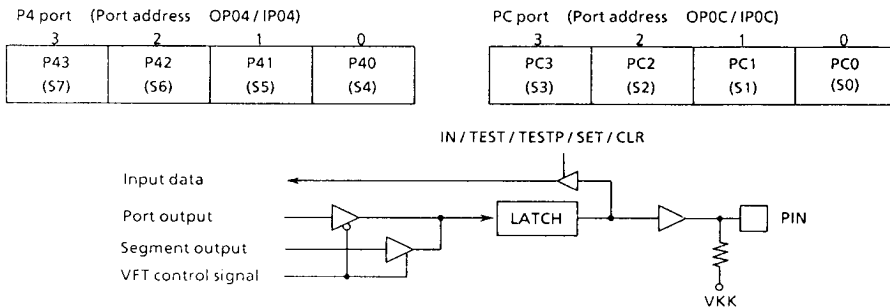 P4 port (Port address OP04 / IP04)
3 2 1 0
P43 P42 P41 P40
(S7) (S6) (S5) (S4)
PC port (Port address OP0C / IP0C)
3 2 1 0
PC3 PC2 PC1 PC0
(S3) (S2) (S1) (S0)
IN / TEST / TESTP / SET / CLR
Input data
Port output
LATCH
PIN
Segment output
VFT control signal
VKK